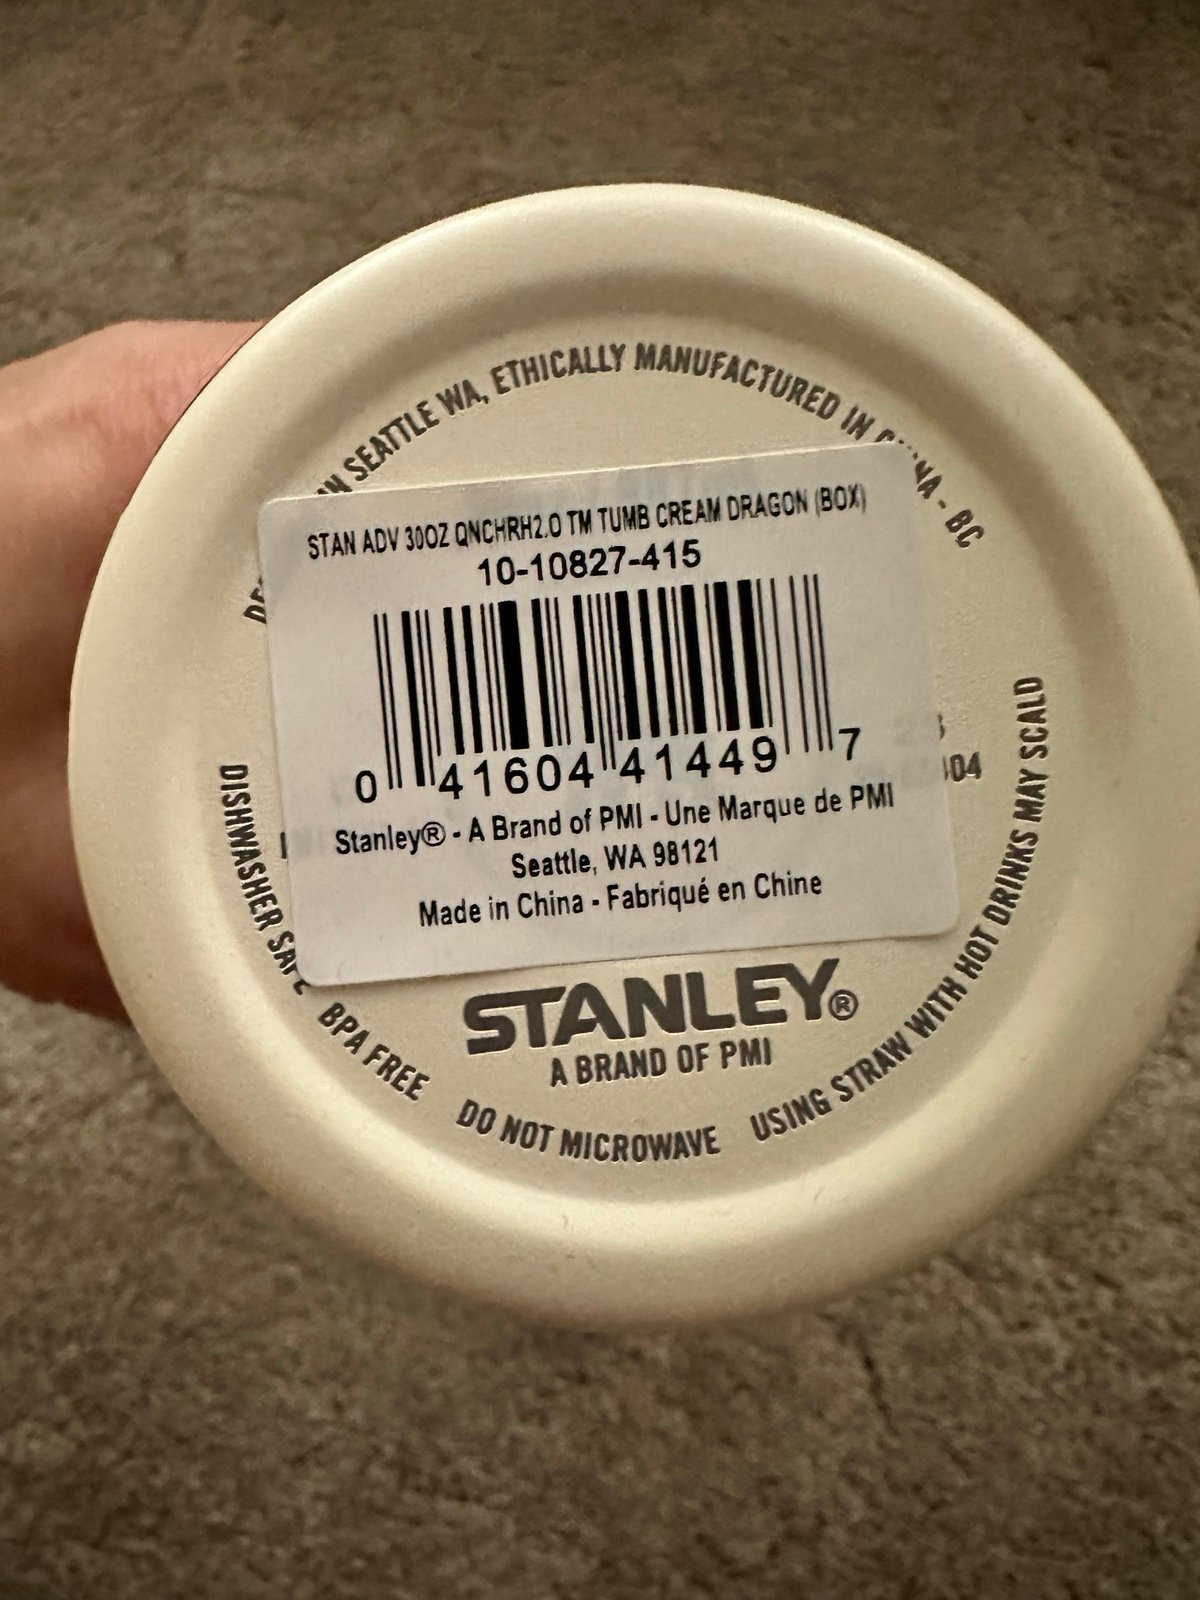 IN SEATTLE WA, ETHICALLY MANUFACTURED IN - BC
STAN ADV 30OZ QNCHRH2.O TM TUMB CREAM DRAGON (BOX)
10-10827-415
0 41604 41449 7
Stanley® - A Brand of PMI - Une Marque de PMI
Seattle, WA 98121
Made in China - Fabriqué en Chine
STANLEY®
A BRAND OF PMI
DISHWASHER SAFE BPA FREE DO NOT MICROWAVE USING STRAW WITH HOT DRINKS MAY SCALD